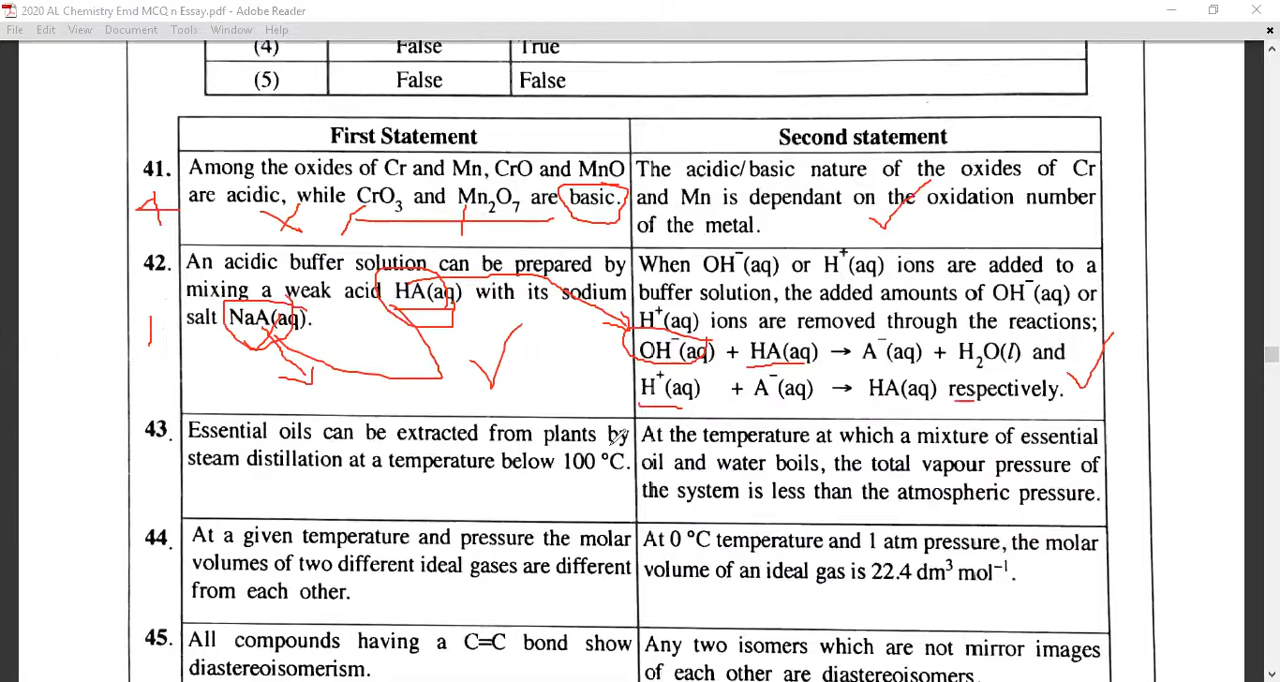 2020 AL Chemistry Emd MCQ n Essay.pdf - Adobe Reader
File Edit View Document Tools Window Help
(4) False True
(5) False False
First Statement Second statement
41. Among the oxides of Cr and Mn, CrO and MnO are acidic, while CrO₃ and Mn₂O₇ are basic.
The acidic/basic nature of the oxides of Cr and Mn is dependant on the oxidation number of the metal.
4
42. An acidic buffer solution can be prepared by mixing a weak acid HA(aq) with its sodium salt NaA(aq).
When OH⁻(aq) or H⁺(aq) ions are added to a buffer solution, the added amounts of OH⁻(aq) or H⁺(aq) ions are removed through the reactions;
OH⁻(aq) + HA(aq) → A⁻(aq) + H₂O(l) and
H⁺(aq) + A⁻(aq) → HA(aq) respectively.
1
43. Essential oils can be extracted from plants by steam distillation at a temperature below 100 °C.
At the temperature at which a mixture of essential oil and water boils, the total vapour pressure of the system is less than the atmospheric pressure.
44. At a given temperature and pressure the molar volumes of two different ideal gases are different from each other.
At 0 °C temperature and 1 atm pressure, the molar volume of an ideal gas is 22.4 dm³ mol⁻¹.
45. All compounds having a C=C bond show diastereoisomerism.
Any two isomers which are not mirror images of each other are diastereoisomers.